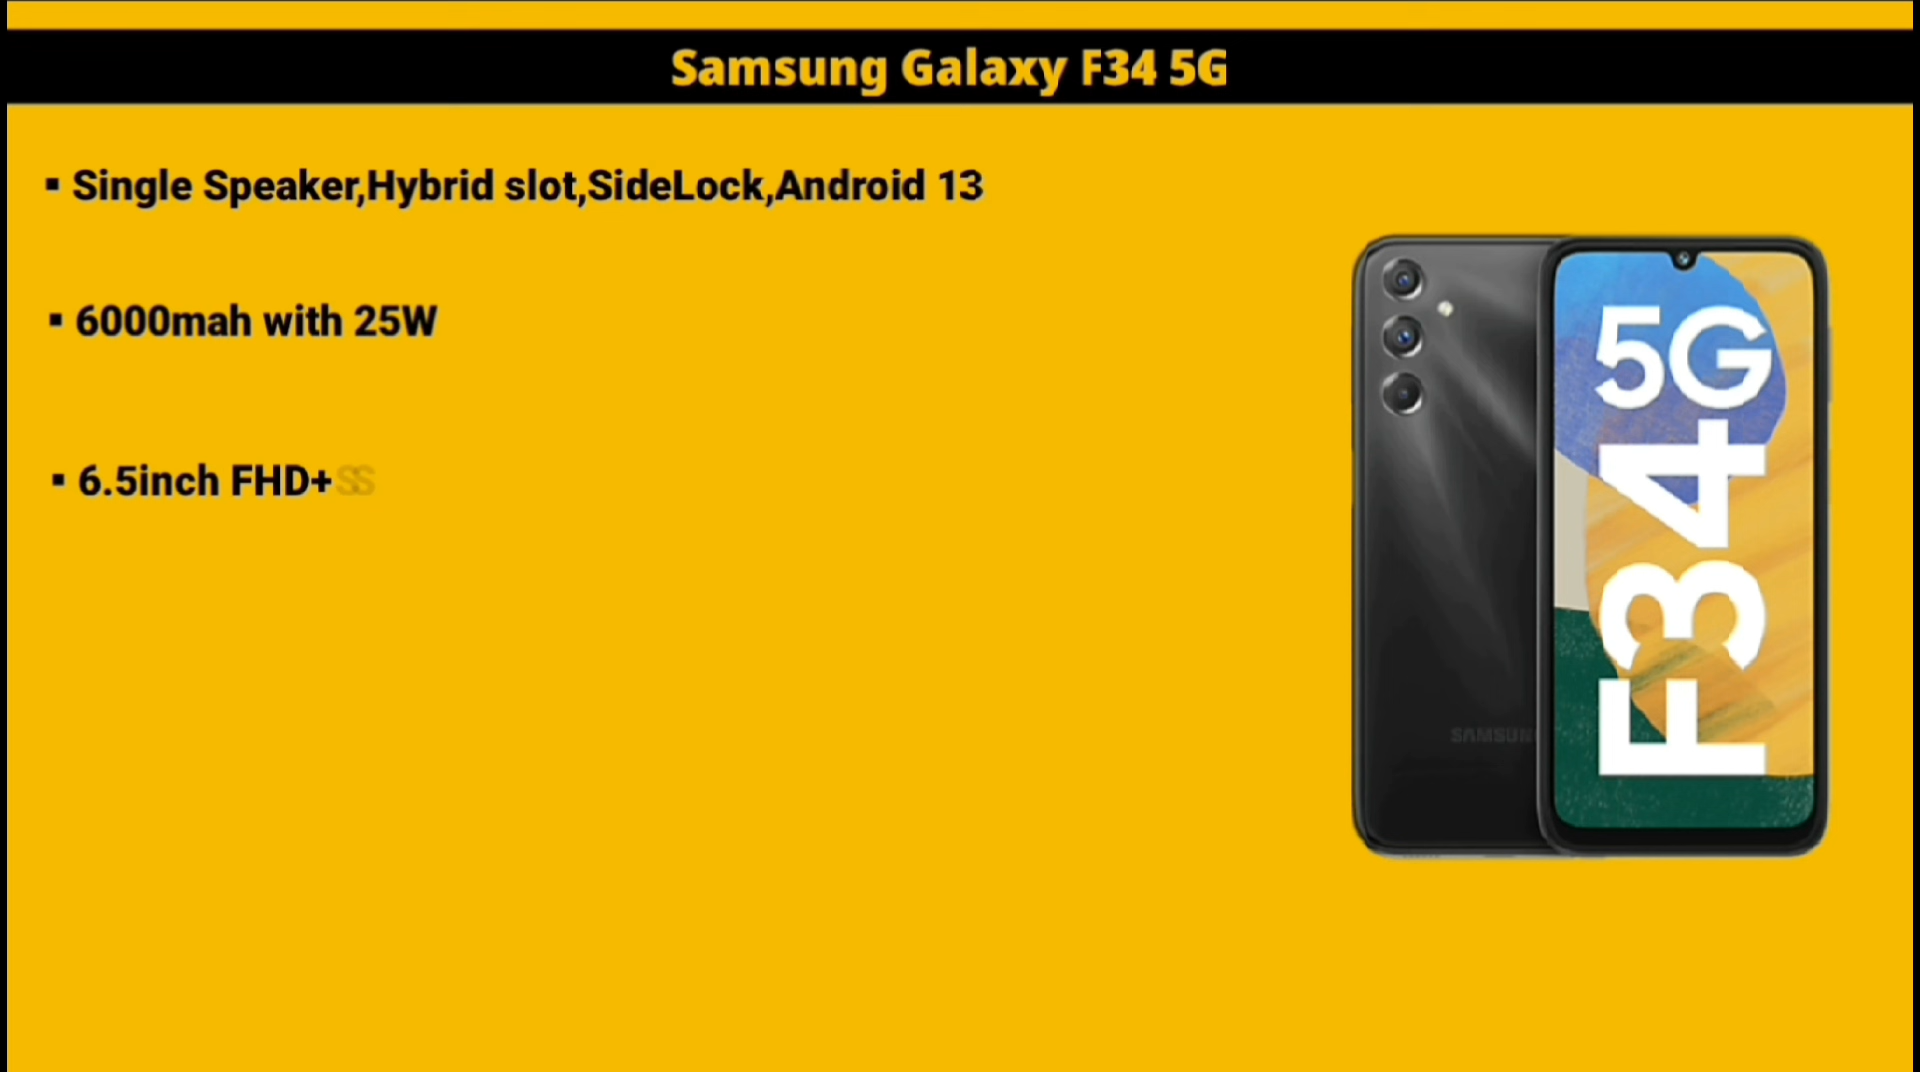 Samsung Galaxy F34 5G
▪ Single Speaker,Hybrid slot,SideLock,Android 13
▪ 6000mah with 25W
▪ 6.5inch FHD+
F34 5G